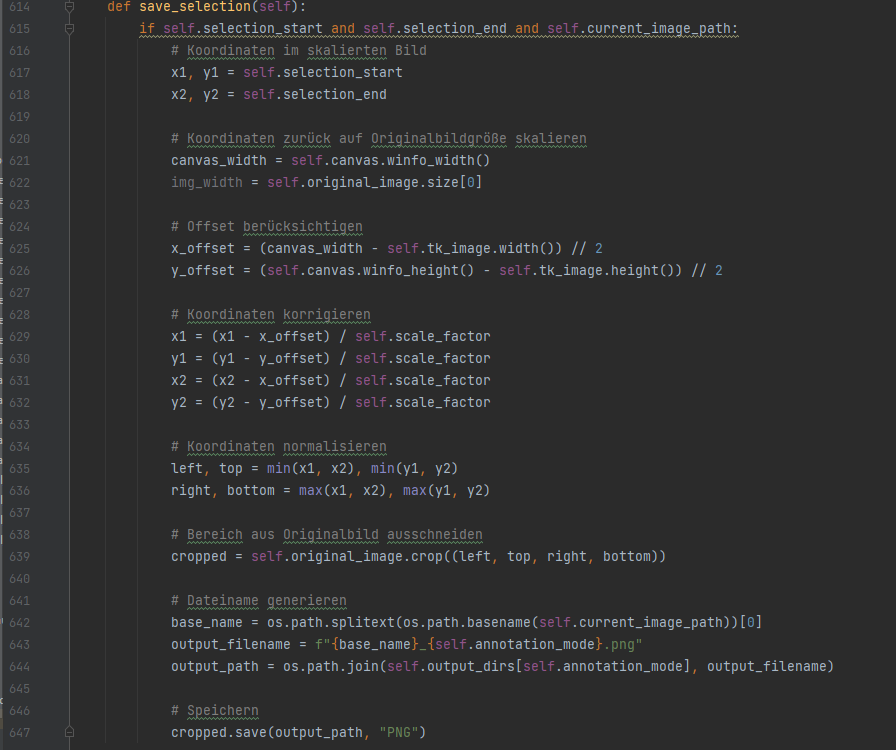 614 def save_selection(self):
615 if self.selection_start and self.selection_end and self.current_image_path:
616 # Koordinaten im skalierten Bild
617 x1, y1 = self.selection_start
618 x2, y2 = self.selection_end
619
620 # Koordinaten zurück auf Originalbildgröße skalieren
621 canvas_width = self.canvas.winfo_width()
622 img_width = self.original_image.size[0]
623
624 # Offset berücksichtigen
625 x_offset = (canvas_width - self.tk_image.width()) // 2
626 y_offset = (self.canvas.winfo_height() - self.tk_image.height()) // 2
627
628 # Koordinaten korrigieren
629 x1 = (x1 - x_offset) / self.scale_factor
630 y1 = (y1 - y_offset) / self.scale_factor
631 x2 = (x2 - x_offset) / self.scale_factor
632 y2 = (y2 - y_offset) / self.scale_factor
633
634 # Koordinaten normalisieren
635 left, top = min(x1, x2), min(y1, y2)
636 right, bottom = max(x1, x2), max(y1, y2)
637
638 # Bereich aus Originalbild ausschneiden
639 cropped = self.original_image.crop((left, top, right, bottom))
640
641 # Dateiname generieren
642 base_name = os.path.splitext(os.path.basename(self.current_image_path))[0]
643 output_filename = f"{base_name}_{self.annotation_mode}.png"
644 output_path = os.path.join(self.output_dirs[self.annotation_mode], output_filename)
645
646 # Speichern
647 cropped.save(output_path, "PNG")